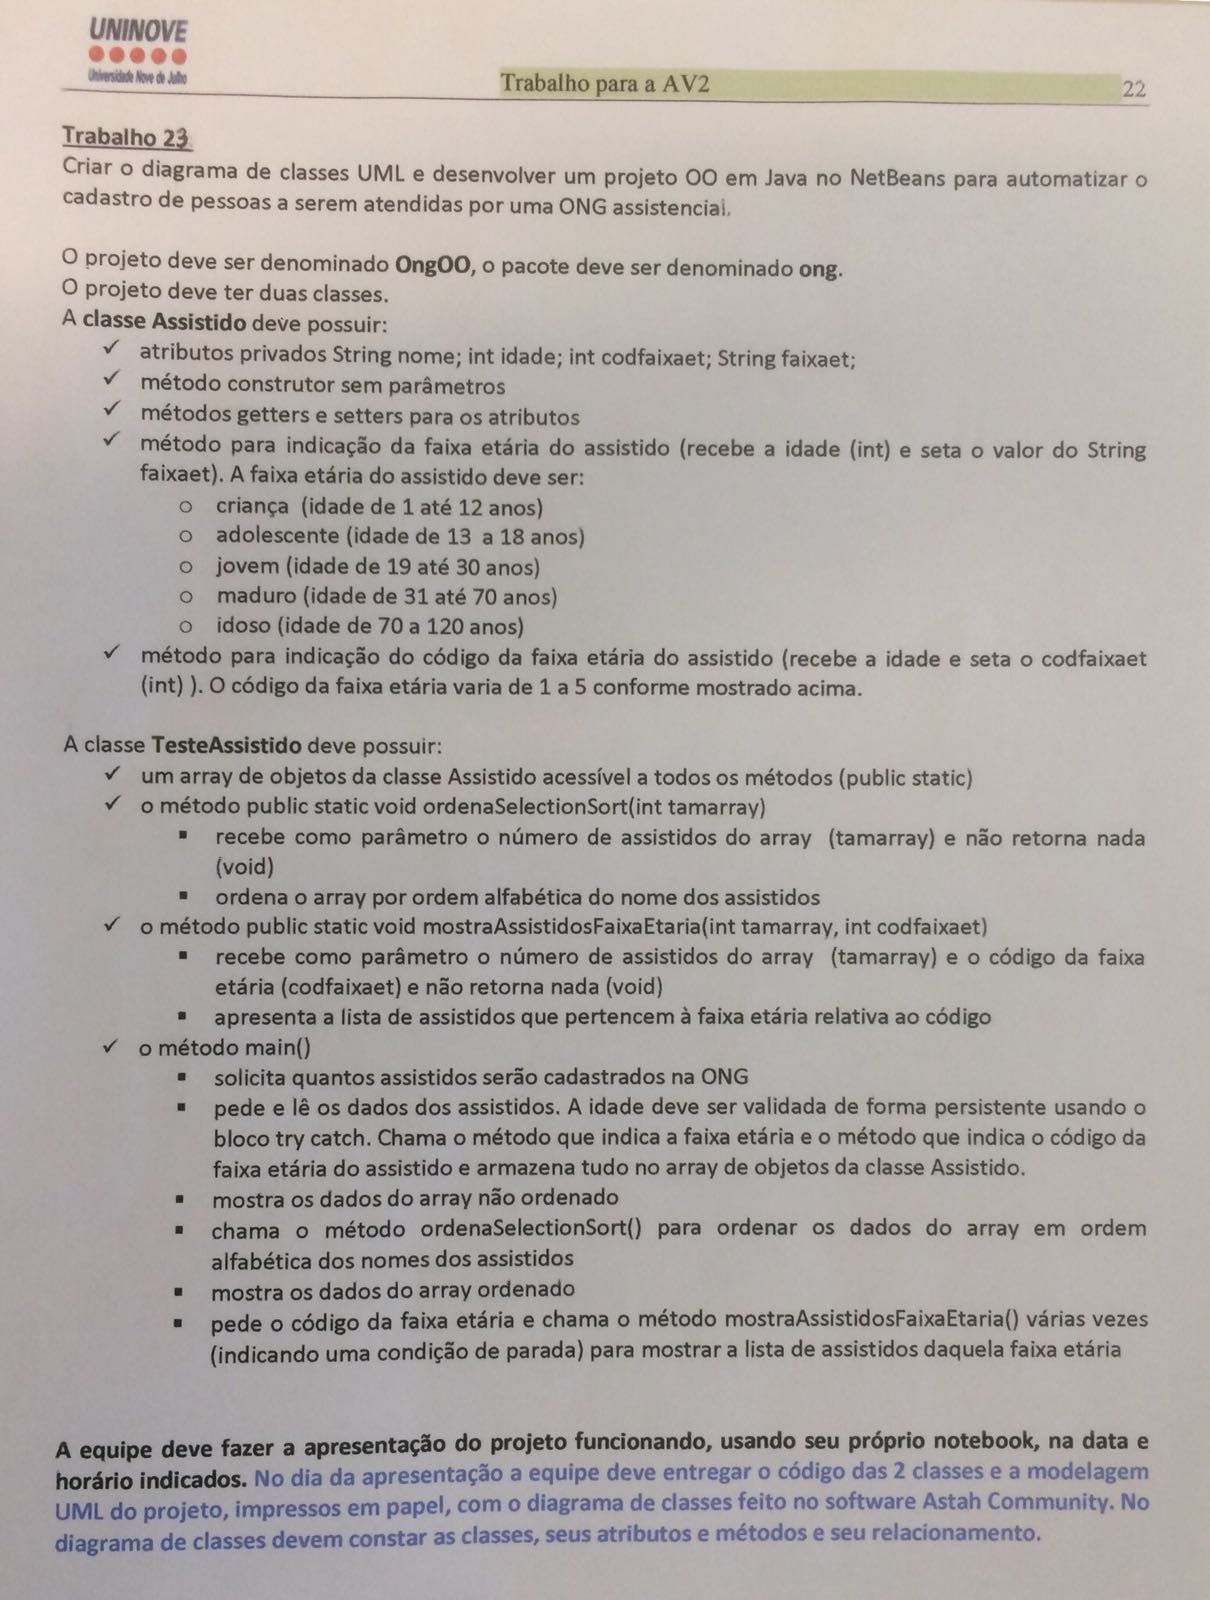 UNINOVE
Universidade Nove de Julho
Trabalho para a AV2
22
Trabalho 23
Criar o diagrama de classes UML e desenvolver um projeto OO em Java no NetBeans para automatizar o
cadastro de pessoas a serem atendidas por uma ONG assistencial.
O projeto deve ser denominado OngOO, o pacote deve ser denominado ong.
O projeto deve ter duas classes.
A classe Assistido deve possuir:
✓ atributos privados String nome; int idade; int codfaixaet; String faixaet;
✓ método construtor sem parâmetros
✓ métodos getters e setters para os atributos
✓ método para indicação da faixa etária do assistido (recebe a idade (int) e seta o valor do String
faixaet). A faixa etária do assistido deve ser:
o criança (idade de 1 até 12 anos)
o adolescente (idade de 13 a 18 anos)
o jovem (idade de 19 até 30 anos)
o maduro (idade de 31 até 70 anos)
o idoso (idade de 70 a 120 anos)
✓ método para indicação do código da faixa etária do assistido (recebe a idade e seta o codfaixaet
(int) ). O código da faixa etária varia de 1 a 5 conforme mostrado acima.
A classe TesteAssistido deve possuir:
✓ um array de objetos da classe Assistido acessível a todos os métodos (public static)
✓ o método public static void ordenaSelectionSort(int tamarray)
▪ recebe como parâmetro o número de assistidos do array (tamarray) e não retorna nada
(void)
▪ ordena o array por ordem alfabética do nome dos assistidos
✓ o método public static void mostraAssistidosFaixaEtaria(int tamarray, int codfaixaet)
▪ recebe como parâmetro o número de assistidos do array (tamarray) e o código da faixa
etária (codfaixaet) e não retorna nada (void)
▪ apresenta a lista de assistidos que pertencem à faixa etária relativa ao código
✓ o método main()
▪ solicita quantos assistidos serão cadastrados na ONG
▪ pede e lê os dados dos assistidos. A idade deve ser validada de forma persistente usando o
bloco try catch. Chama o método que indica a faixa etária e o método que indica o código da
faixa etária do assistido e armazena tudo no array de objetos da classe Assistido.
▪ mostra os dados do array não ordenado
▪ chama o método ordenaSelectionSort() para ordenar os dados do array em ordem
alfabética dos nomes dos assistidos
▪ mostra os dados do array ordenado
▪ pede o código da faixa etária e chama o método mostraAssistidosFaixaEtaria() várias vezes
(indicando uma condição de parada) para mostrar a lista de assistidos daquela faixa etária
A equipe deve fazer a apresentação do projeto funcionando, usando seu próprio notebook, na data e
horário indicados. No dia da apresentação a equipe deve entregar o código das 2 classes e a modelagem
UML do projeto, impressos em papel, com o diagrama de classes feito no software Astah Community. No
diagrama de classes devem constar as classes, seus atributos e métodos e seu relacionamento.